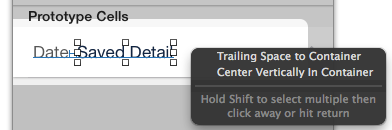 Prototype Cells
Date Saved Detail
Trailing Space to Container
Center Vertically In Container
Hold Shift to select multiple then
click away or hit return